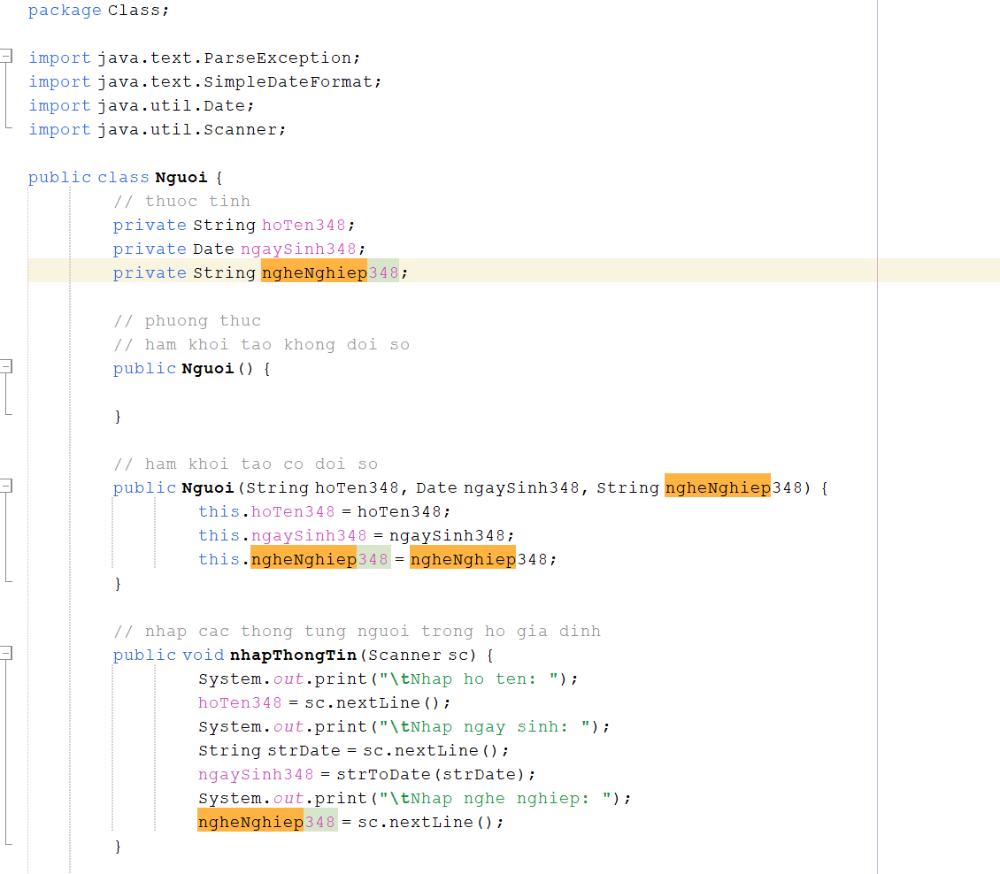 package Class;
import java.text.ParseException;
import java.text.SimpleDateFormat;
import java.util.Date;
import java.util.Scanner;
public class Nguoi {
// thuoc tinh
private String hoTen348;
private Date ngaySinh348;
private String ngheNghiep348;
// phuong thuc
// ham khoi tao khong doi so
public Nguoi() {
}
// ham khoi tao co doi so
public Nguoi(String hoTen348, Date ngaySinh348, String ngheNghiep348) {
this.hoTen348 = hoTen348;
this.ngaySinh348 = ngaySinh348;
this.ngheNghiep348 = ngheNghiep348;
}
// nhap cac thong tung nguoi trong ho gia dinh
public void nhapThongTin(Scanner sc) {
System.out.print("\tNhap ho ten: ");
hoTen348 = sc.nextLine();
System.out.print("\tNhap ngay sinh: ");
String strDate = sc.nextLine();
ngaySinh348 = strToDate(strDate);
System.out.print("\tNhap nghe nghiep: ");
ngheNghiep348 = sc.nextLine();
}